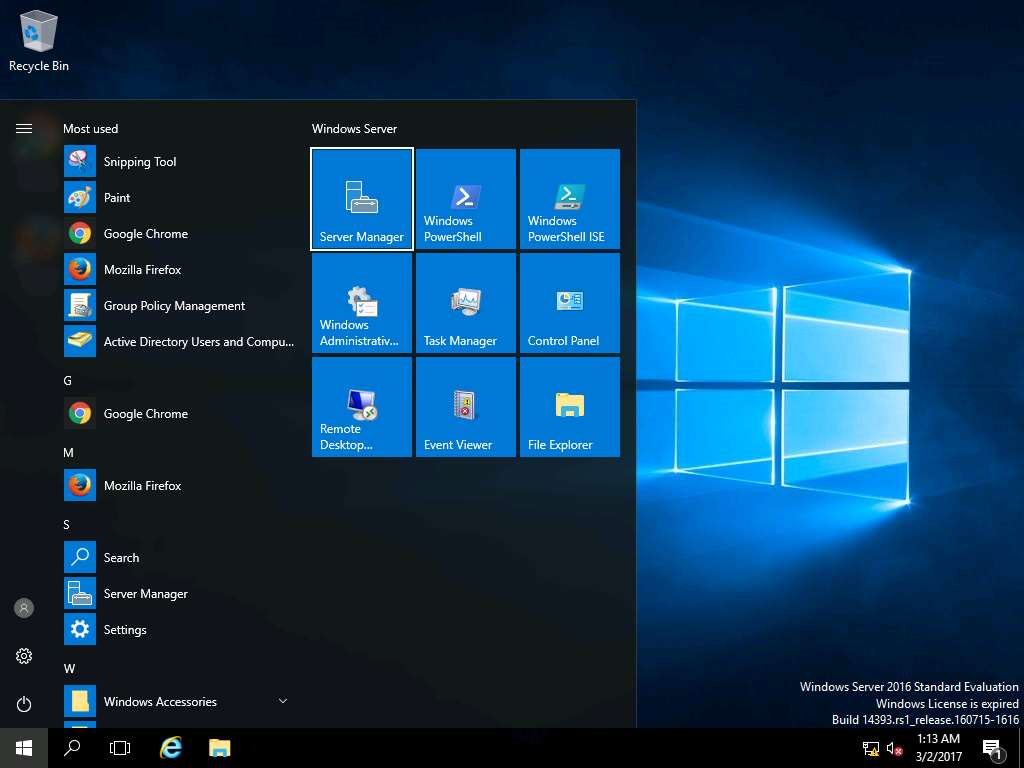 Recycle Bin
Most used
Snipping Tool
Paint
Google Chrome
Mozilla Firefox
Group Policy Management
Active Directory Users and Compu...
G
Google Chrome
M
Mozilla Firefox
S
Search
Server Manager
Settings
W
Windows Accessories
Windows Server
Server Manager
Windows
PowerShell
Windows
PowerShell ISE
Windows
Administrativ...
Task Manager
Control Panel
Remote
Desktop...
Event Viewer
File Explorer
Windows Server 2016 Standard Evaluation
Windows License is expired
Build 14393.rs1_release.160715-1616
1:13 AM
3/2/2017
1